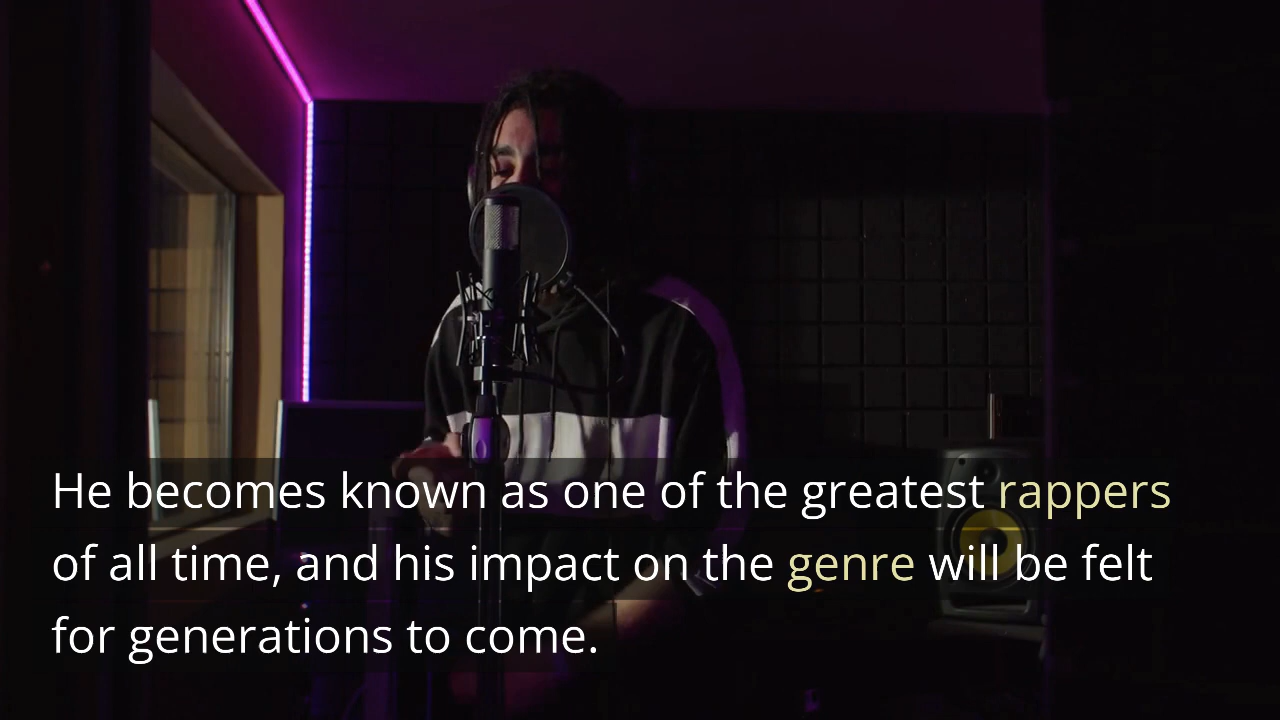 He becomes known as one of the greatest rappers
of all time, and his impact on the genre will be felt
for generations to come.